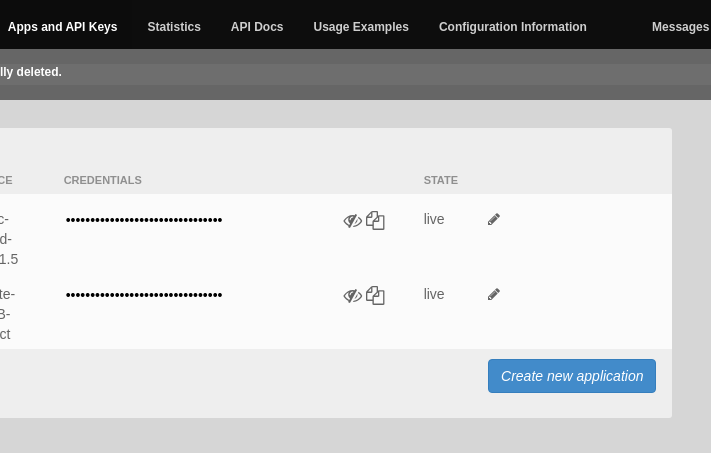 Apps and API Keys Statistics API Docs Usage Examples Configuration Information Messages
lly deleted.
CE CREDENTIALS STATE
c- •••••••••••••••••••••••••••••••• live
d-
1.5
te- •••••••••••••••••••••••••••••••• live
B-
ct
Create new application